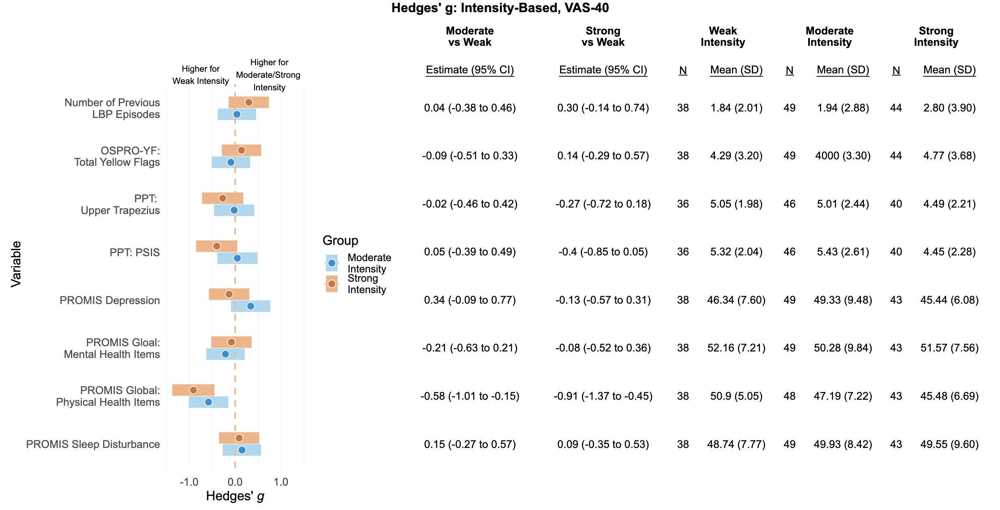 Hedges' g: Intensity-Based, VAS-40
Moderate
vs Weak
Strong
vs Weak
Weak
Intensity
Moderate
Intensity
Strong
Intensity
Higher for
Weak Intensity
Higher for
Moderate/Strong
Intensity
Estimate (95% CI) Estimate (95% CI) N Mean (SD) N Mean (SD) N Mean (SD)
Number of Previous
LBP Episodes
0.04 (-0.38 to 0.46) 0.30 (-0.14 to 0.74) 38 1.84 (2.01) 49 1.94 (2.88) 44 2.80 (3.90)
OSPRO-YF:
Total Yellow Flags
-0.09 (-0.51 to 0.33) 0.14 (-0.29 to 0.57) 38 4.29 (3.20) 49 4000 (3.30) 44 4.77 (3.68)
PPT:
Upper Trapezius
-0.02 (-0.46 to 0.42) -0.27 (-0.72 to 0.18) 36 5.05 (1.98) 46 5.01 (2.44) 40 4.49 (2.21)
PPT: PSIS
0.05 (-0.39 to 0.49) -0.4 (-0.85 to 0.05) 36 5.32 (2.04) 46 5.43 (2.61) 40 4.45 (2.28)
PROMIS Depression
0.34 (-0.09 to 0.77) -0.13 (-0.57 to 0.31) 38 46.34 (7.60) 49 49.33 (9.48) 43 45.44 (6.08)
PROMIS Gloal:
Mental Health Items
-0.21 (-0.63 to 0.21) -0.08 (-0.52 to 0.36) 38 52.16 (7.21) 49 50.28 (9.84) 43 51.57 (7.56)
PROMIS Global:
Physical Health Items
-0.58 (-1.01 to -0.15) -0.91 (-1.37 to -0.45) 38 50.9 (5.05) 48 47.19 (7.22) 43 45.48 (6.69)
PROMIS Sleep Disturbance
0.15 (-0.27 to 0.57) 0.09 (-0.35 to 0.53) 38 48.74 (7.77) 49 49.93 (8.42) 43 49.55 (9.60)
Variable
-1.0 0.0 1.0
Hedges' g
Group
Moderate
Intensity
Strong
Intensity